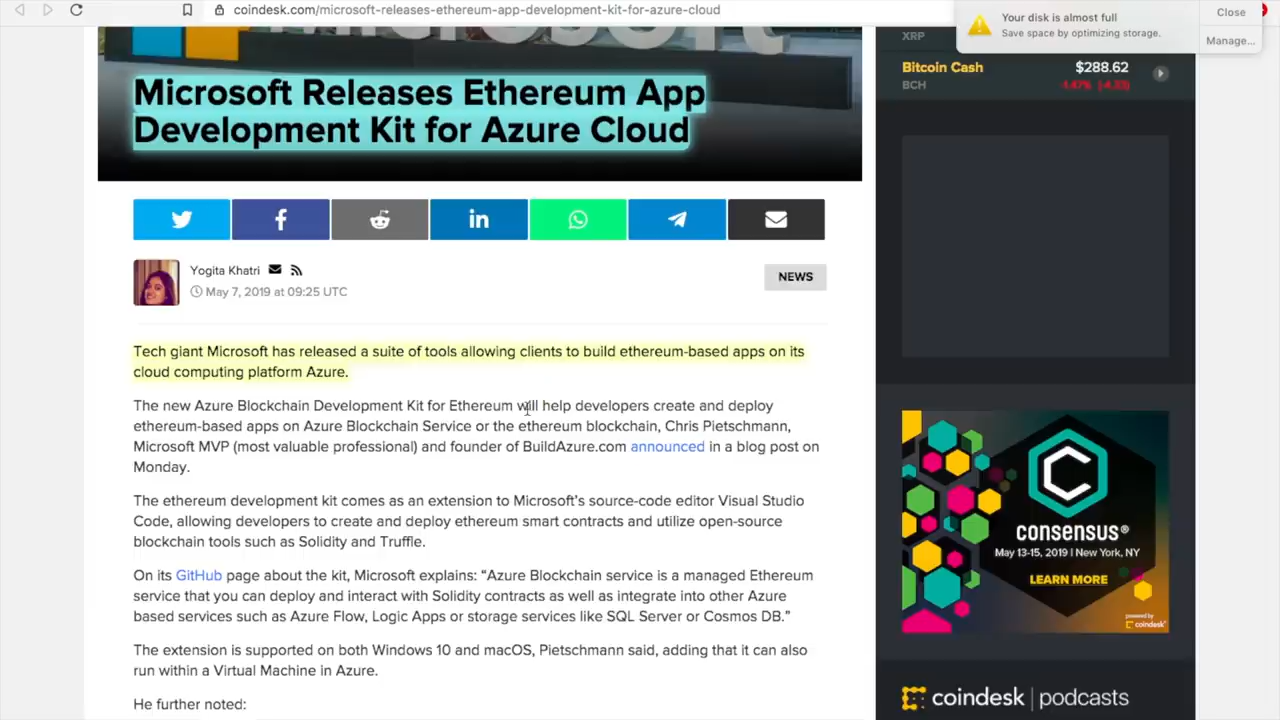 coindesk.com/microsoft-releases-ethereum-app-development-kit-for-azure-cloud
Your disk is almost full
Save space by optimizing storage.
Close
Manage...
Microsoft Releases Ethereum App
Development Kit for Azure Cloud
Yogita Khatri
May 7, 2019 at 09:25 UTC
NEWS
Tech giant Microsoft has released a suite of tools allowing clients to build ethereum-based apps on its
cloud computing platform Azure.
The new Azure Blockchain Development Kit for Ethereum will help developers create and deploy
ethereum-based apps on Azure Blockchain Service or the ethereum blockchain, Chris Pietschmann,
Microsoft MVP (most valuable professional) and founder of BuildAzure.com announced in a blog post on
Monday.
The ethereum development kit comes as an extension to Microsoft's source-code editor Visual Studio
Code, allowing developers to create and deploy ethereum smart contracts and utilize open-source
blockchain tools such as Solidity and Truffle.
On its GitHub page about the kit, Microsoft explains: “Azure Blockchain service is a managed Ethereum
service that you can deploy and interact with Solidity contracts as well as integrate into other Azure
based services such as Azure Flow, Logic Apps or storage services like SQL Server or Cosmos DB.”
The extension is supported on both Windows 10 and macOS, Pietschmann said, adding that it can also
run within a Virtual Machine in Azure.
He further noted:
XRP
Bitcoin Cash $288.62
BCH -1.47% (-4.33)
CONSENSUS®
May 13-15, 2019 | New York, NY
LEARN MORE
powered by
coindesk
coindesk | podcasts